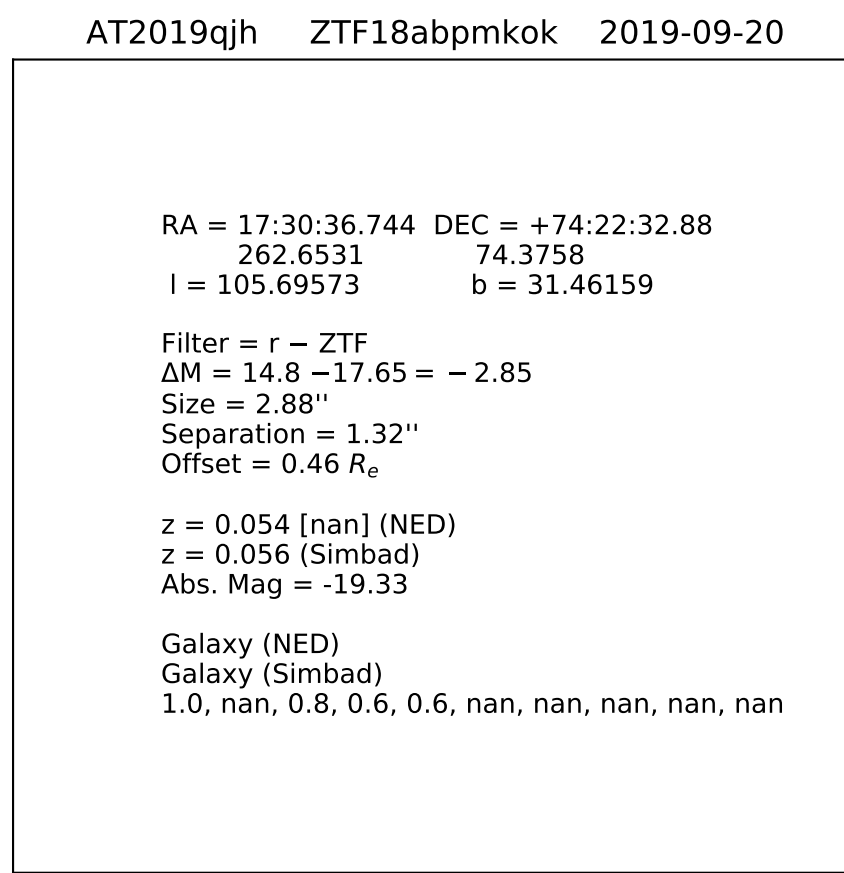 AT2019qjh ZTF18abpmkok 2019-09-20
RA = 17:30:36.744 DEC = +74:22:32.88
262.6531 74.3758
l = 105.69573 b = 31.46159
Filter = r − ZTF
ΔM = 14.8 −17.65 = − 2.85
Size = 2.88''
Separation = 1.32''
Offset = 0.46 Re
z = 0.054 [nan] (NED)
z = 0.056 (Simbad)
Abs. Mag = -19.33
Galaxy (NED)
Galaxy (Simbad)
1.0, nan, 0.8, 0.6, 0.6, nan, nan, nan, nan, nan